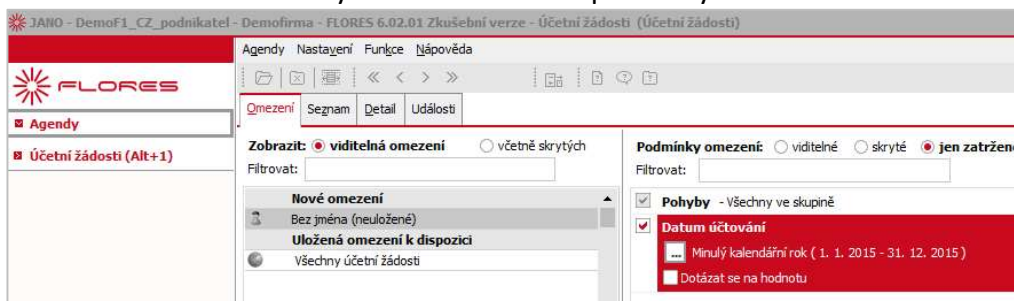 JANO - DemoF1_CZ_podnikatel - Demofirma - FLORES 6.02.01 Zkušební verze - Účetní žádosti (Účetní žádosti)
Agendy Nastavení Funkce Nápověda
FLORES
Omezení Seznam Detail Události
Agendy
Účetní žádosti (Alt+1)
Zobrazit: viditelná omezení včetně skrytých
Filtrovat:
Nové omezení
Bez jména (neuložené)
Uložená omezení k dispozici
Všechny účetní žádosti
Podmínky omezení: viditelné skryté jen zatržené
Filtrovat:
Pohyby - Všechny ve skupině
Datum účtování
... Minulý kalendářní rok ( 1. 1. 2015 - 31. 12. 2015 )
Dotázat se na hodnotu